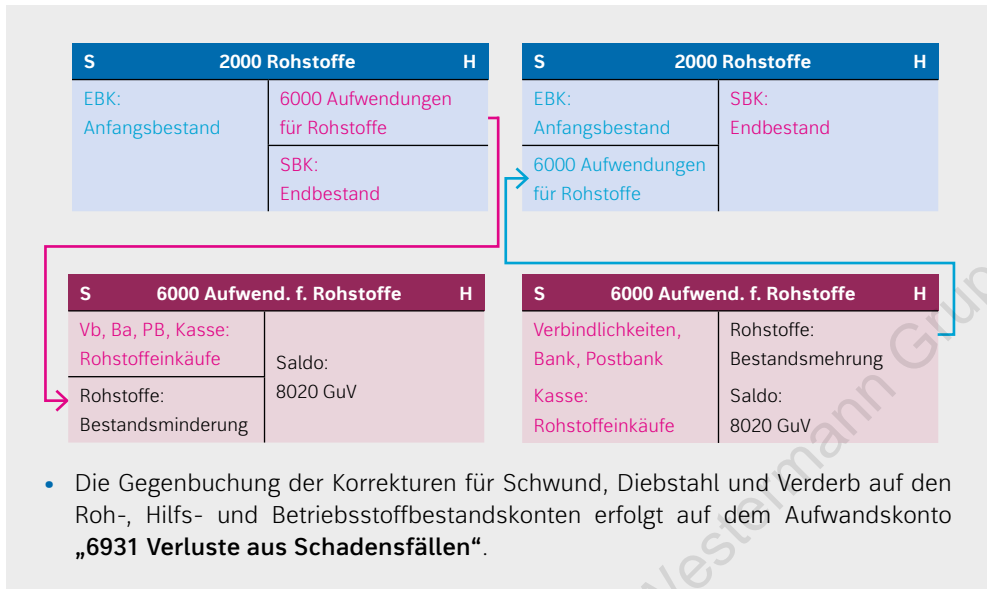 S 2000 Rohstoffe H
EBK:
Anfangsbestand
6000 Aufwendungen
für Rohstoffe
SBK:
Endbestand
S 2000 Rohstoffe H
EBK:
Anfangsbestand
6000 Aufwendungen
für Rohstoffe
SBK:
Endbestand
S 6000 Aufwend. f. Rohstoffe H
Vb, Ba, PB, Kasse:
Rohstoffeinkäufe
Rohstoffe:
Bestandsminderung
Saldo:
8020 GuV
S 6000 Aufwend. f. Rohstoffe H
Verbindlichkeiten,
Bank, Postbank
Kasse:
Rohstoffeinkäufe
Rohstoffe:
Bestandsmehrung
Saldo:
8020 GuV
• Die Gegenbuchung der Korrekturen für Schwund, Diebstahl und Verderb auf den
Roh-, Hilfs- und Betriebsstoffbestandskonten erfolgt auf dem Aufwandskonto
„6931 Verluste aus Schadensfällen“.
Westermann